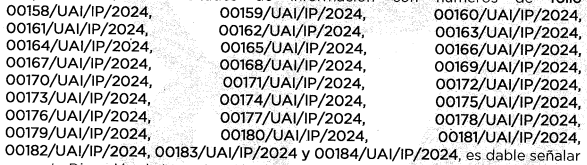 información con números de folio
00158/UAI/IP/2024, 00159/UAI/IP/2024, 00160/UAI/IP/2024,
00161/UAI/IP/2024, 00162/UAI/IP/2024, 00163/UAI/IP/2024,
00164/UAI/IP/2024, 00165/UAI/IP/2024, 00166/UAI/IP/2024,
00167/UAI/IP/2024, 00168/UAI/IP/2024, 00169/UAI/IP/2024,
00170/UAI/IP/2024, 00171/UAI/IP/2024, 00172/UAI/IP/2024,
00173/UAI/IP/2024, 00174/UAI/IP/2024, 00175/UAI/IP/2024,
00176/UAI/IP/2024, 00177/UAI/IP/2024, 00178/UAI/IP/2024,
00179/UAI/IP/2024, 00180/UAI/IP/2024, 00181/UAI/IP/2024,
00182/UAI/IP/2024, 00183/UAI/IP/2024 y 00184/UAI/IP/2024, es dable señalar